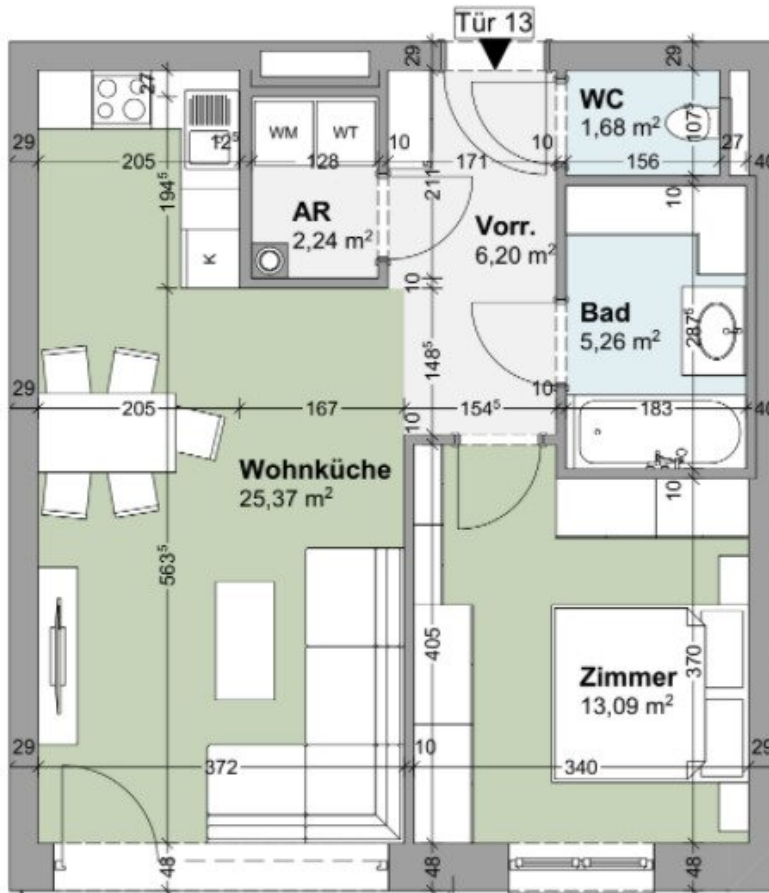 Tür 13
29
29
27
WC
1,68 m²
107⁵
WM
WT
29
205
12⁵
128
10
171
10
156
27
40
194⁵
211⁵
AR
2,24 m²
Vorr.
6,20 m²
10
K
10
Bad
5,26 m²
287⁵
148⁵
29
205
167
10
154⁵
10
183
40
Wohnküche
25,37 m²
10
563⁵
405
370
Zimmer
13,09 m²
29
372
10
340
29
48
48
48